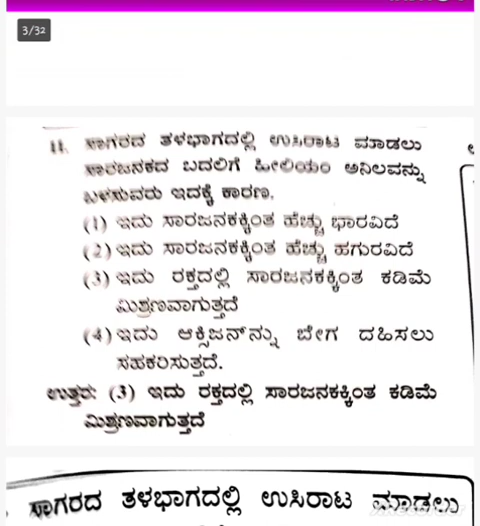 3/32
11. ಸಾಗರದ ತಳಭಾಗದಲ್ಲಿ ಉಸಿರಾಟ ಮಾಡಲು
ಸಾರಜನಕದ ಬದಲಿಗೆ ಹೀಲಿಯಂ ಅನಿಲವನ್ನು
ಬಳಸುವರು ಇದಕ್ಕೆ ಕಾರಣ.
(1) ಇದು ಸಾರಜನಕಕ್ಕಿಂತ ಹೆಚ್ಚು ಭಾರವಿದೆ
(2) ಇದು ಸಾರಜನಕಕ್ಕಿಂತ ಹೆಚ್ಚು ಹಗುರವಿದೆ
(3) ಇದು ರಕ್ತದಲ್ಲಿ ಸಾರಜನಕಕ್ಕಿಂತ ಕಡಿಮೆ
ಮಿಶ್ರಣವಾಗುತ್ತದೆ
(4) ಇದು ಆಕ್ಸಿಜನ್‌ನ್ನು ಬೇಗ ದಹಿಸಲು
ಸಹಕರಿಸುತ್ತದೆ.
ಉತ್ತರ: (3) ಇದು ರಕ್ತದಲ್ಲಿ ಸಾರಜನಕಕ್ಕಿಂತ ಕಡಿಮೆ
ಮಿಶ್ರಣವಾಗುತ್ತದೆ
ಸಾಗರದ ತಳಭಾಗದಲ್ಲಿ ಉಸಿರಾಟ ಮಾಡಲು